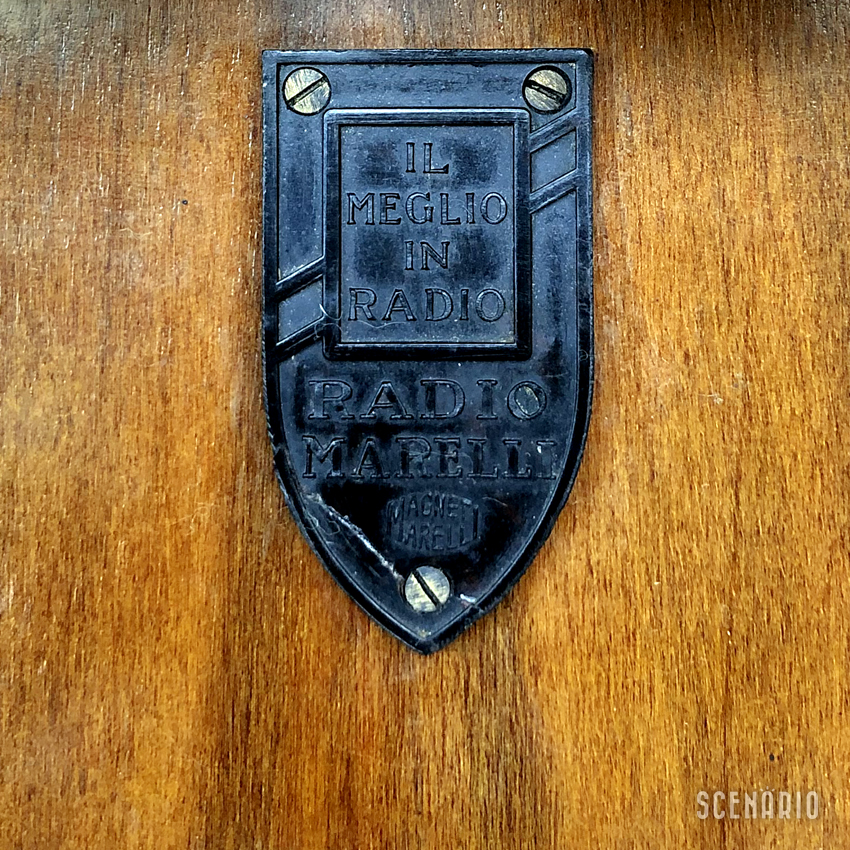 IL
MEGLIO
IN
RADIO
RADIO
MARELLI
MAGNETI
MARELLI
SCENARIO